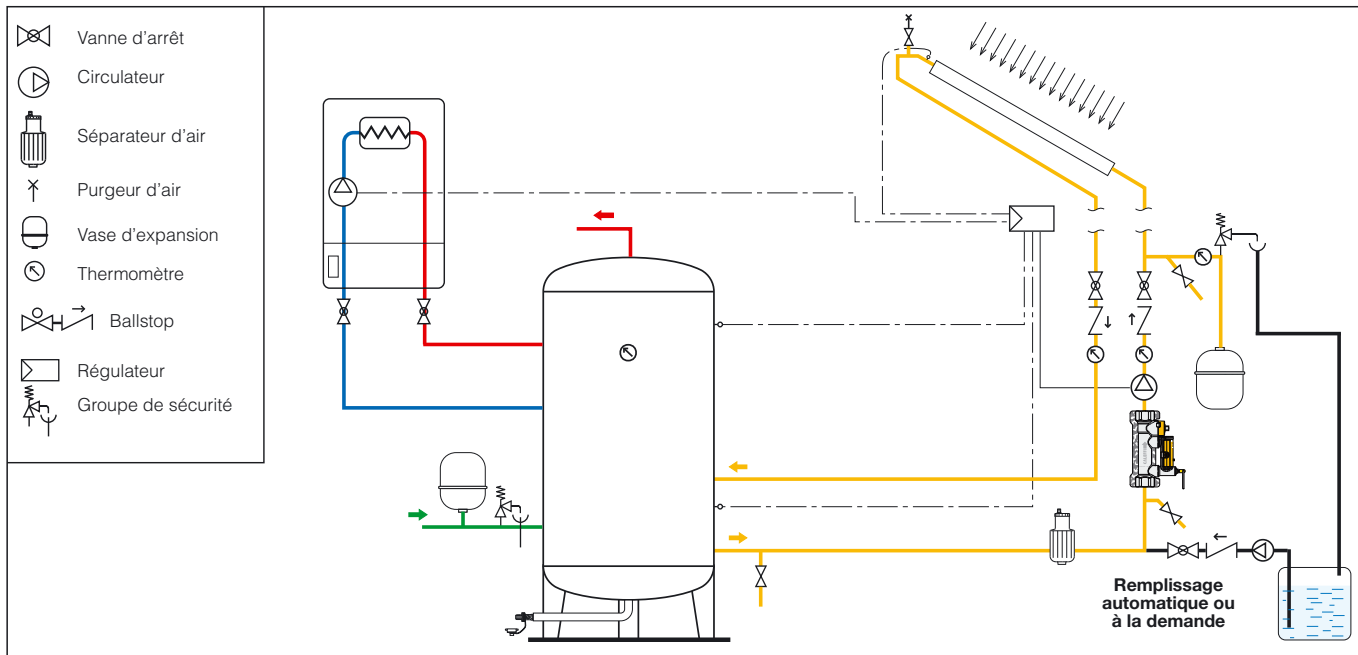 Vanne d'arrêt
Circulateur
Séparateur d'air
Purgeur d'air
Vase d'expansion
Thermomètre
Ballstop
Régulateur
Groupe de sécurité
Remplissage
automatique ou
à la demande